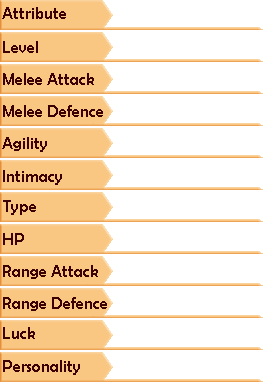 Attribute
Level
Melee Attack
Melee Defence
Agility
Intimacy
Type
HP
Range Attack
Range Defence
Luck
Personality